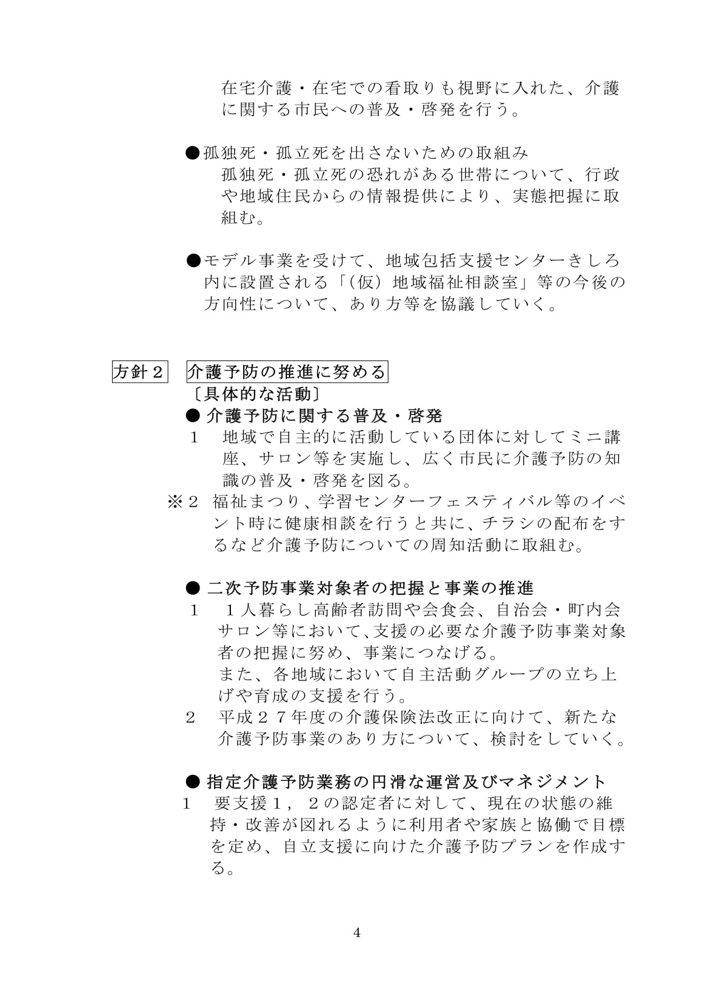 在宅介護・在宅での看取りも視野に入れた、介護
に関する市民への普及・啓発を行う。
●孤独死・孤立死を出さないための取組み
孤独死・孤立死の恐れがある世帯について、行政
や地域住民からの情報提供により、実態把握に取
組む。
●モデル事業を受けて、地域包括支援センターきしろ
内に設置される「（仮）地域福祉相談室」等の今後の
方向性について、あり方等を協議していく。
方針２　介護予防の推進に努める
〔具体的な活動〕
● 介護予防に関する普及・啓発
１　地域で自主的に活動している団体に対してミニ講
座、サロン等を実施し、広く市民に介護予防の知
識の普及・啓発を図る。
※２ 福祉まつり、学習センターフェスティバル等のイベ
ント時に健康相談を行うと共に、チラシの配布をす
るなど介護予防についての周知活動に取組む。
● 二次予防事業対象者の把握と事業の推進
１　１人暮らし高齢者訪問や会食会、自治会・町内会
サロン等において、支援の必要な介護予防事業対象
者の把握に努め、事業につなげる。
また、各地域において自主活動グループの立ち上
げや育成の支援を行う。
２　平成２７年度の介護保険法改正に向けて、新たな
介護予防事業のあり方について、検討をしていく。
● 指定介護予防業務の円滑な運営及びマネジメント
１　要支援１，２の認定者に対して、現在の状態の維
持・改善が図れるように利用者や家族と協働で目標
を定め、自立支援に向けた介護予防プランを作成す
る。
4